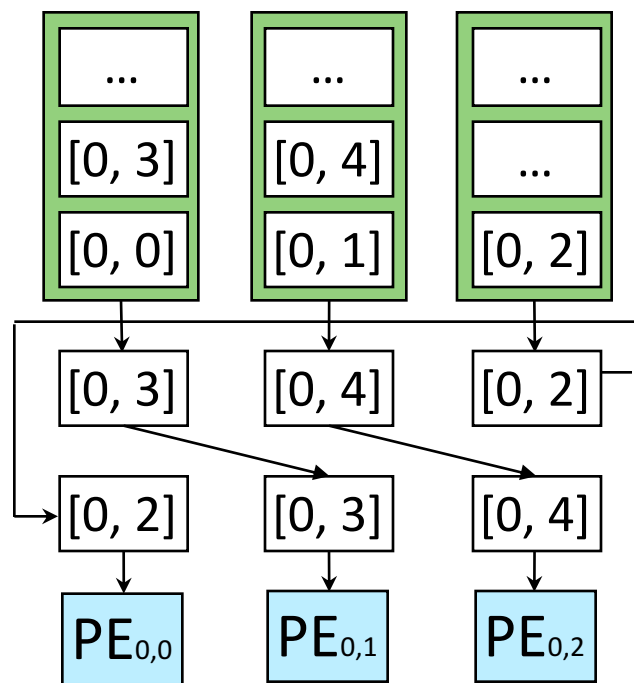 ... ... ...
[0, 3] [0, 4] ...
[0, 0] [0, 1] [0, 2]
[0, 3] [0, 4] [0, 2]
[0, 2] [0, 3] [0, 4]
PE0,0 PE0,1 PE0,2